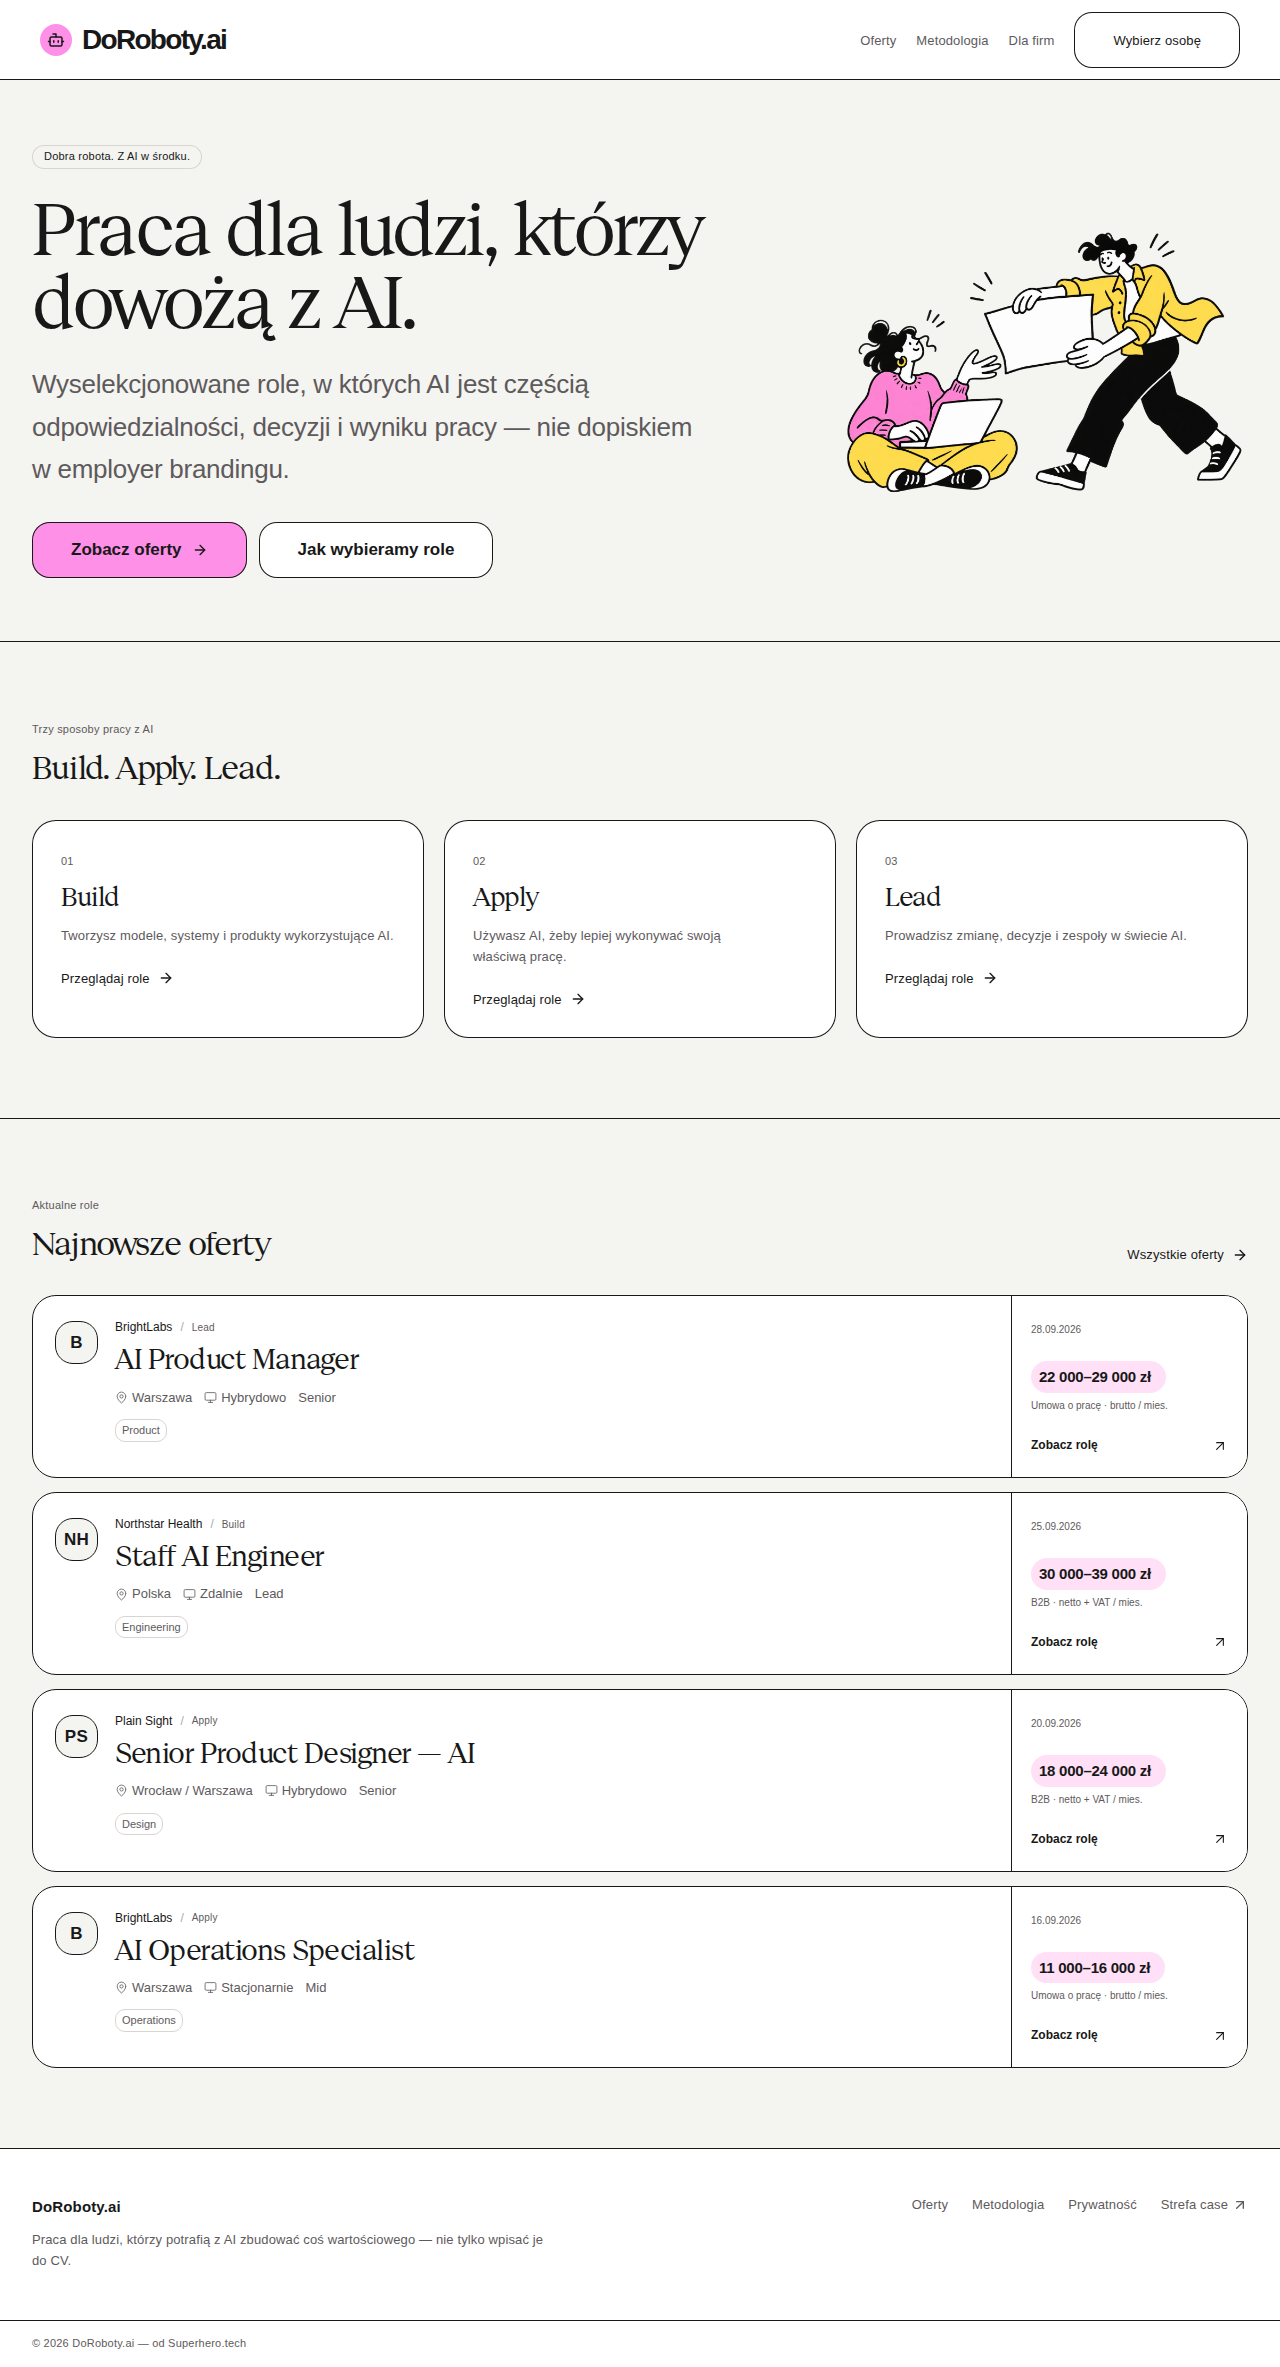 DoRoboty.ai
Oferty
Metodologia
Dla firm
Wybierz osobę
Dobra robota. Z AI w środku.
Praca dla ludzi, którzy
dowożą z AI.
Wyselekcjonowane role, w których AI jest częścią
odpowiedzialności, decyzji i wyniku pracy — nie dopiskiem
w employer brandingu.
Zobacz oferty
Jak wybieramy role
Trzy sposoby pracy z AI
Build. Apply. Lead.
01
Build
Tworzysz modele, systemy i produkty wykorzystujące AI.
Przeglądaj role
02
Apply
Używasz AI, żeby lepiej wykonywać swoją
właściwą pracę.
Przeglądaj role
03
Lead
Prowadzisz zmianę, decyzje i zespoły w świecie AI.
Przeglądaj role
Aktualne role
Najnowsze oferty
Wszystkie oferty
B
BrightLabs / Lead
AI Product Manager
Warszawa Hybrydowo Senior
Product
28.09.2026
22 000–29 000 zł
Umowa o pracę · brutto / mies.
Zobacz rolę
NH
Northstar Health / Build
Staff AI Engineer
Polska Zdalnie Lead
Engineering
25.09.2026
30 000–39 000 zł
B2B · netto + VAT / mies.
Zobacz rolę
PS
Plain Sight / Apply
Senior Product Designer — AI
Wrocław / Warszawa Hybrydowo Senior
Design
20.09.2026
18 000–24 000 zł
B2B · netto + VAT / mies.
Zobacz rolę
B
BrightLabs / Apply
AI Operations Specialist
Warszawa Stacjonarnie Mid
Operations
16.09.2026
11 000–16 000 zł
Umowa o pracę · brutto / mies.
Zobacz rolę
DoRoboty.ai
Praca dla ludzi, którzy potrafią z AI zbudować coś wartościowego — nie tylko wpisać je
do CV.
Oferty
Metodologia
Prywatność
Strefa case
© 2026 DoRoboty.ai — od Superhero.tech